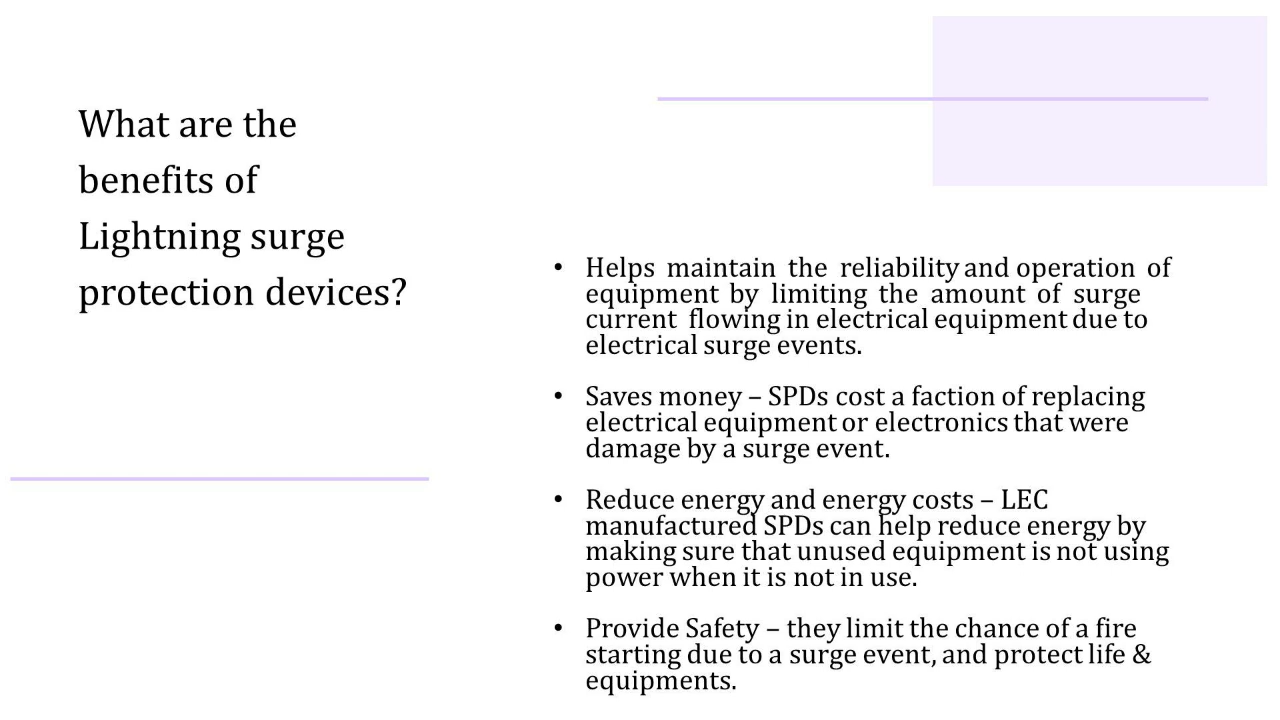 What are the
benefits of
Lightning surge
protection devices?
• Helps maintain the reliability and operation of
equipment by limiting the amount of surge
current flowing in electrical equipment due to
electrical surge events.
• Saves money – SPDs cost a faction of replacing
electrical equipment or electronics that were
damage by a surge event.
• Reduce energy and energy costs – LEC
manufactured SPDs can help reduce energy by
making sure that unused equipment is not using
power when it is not in use.
• Provide Safety – they limit the chance of a fire
starting due to a surge event, and protect life &
equipments.